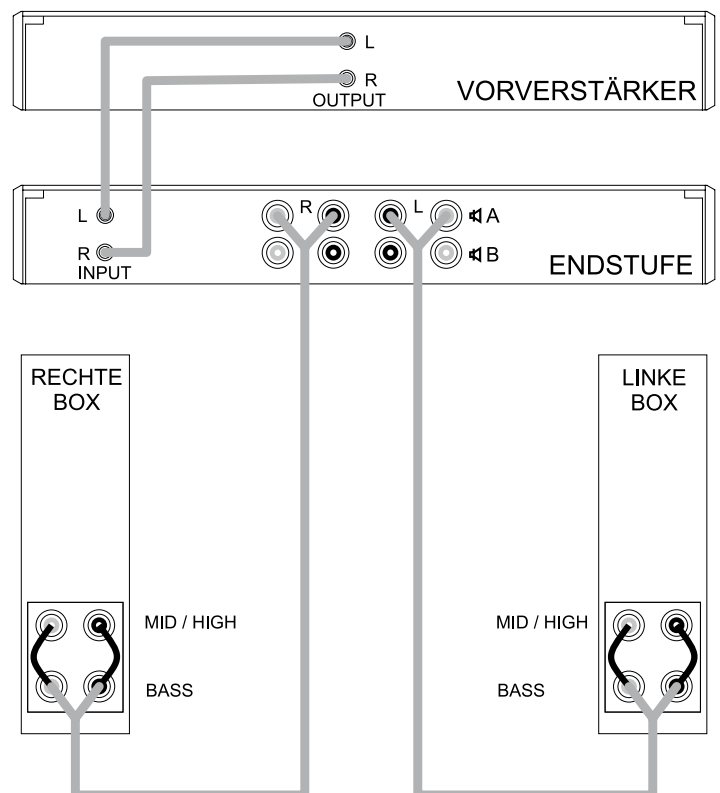 L
R
OUTPUT
VORVERSTÄRKER
L
R
INPUT
R
L
A
B
ENDSTUFE
RECHTE
BOX
MID / HIGH
BASS
LINKE
BOX
MID / HIGH
BASS